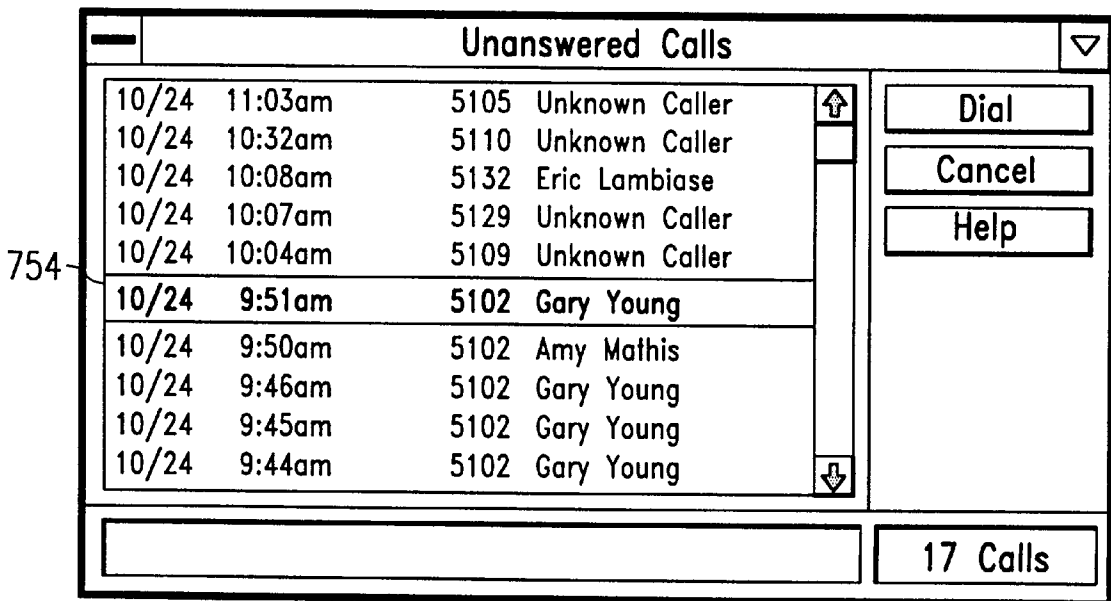 Unanswered Calls
10/24 11:03am 5105 Unknown Caller
10/24 10:32am 5110 Unknown Caller
10/24 10:08am 5132 Eric Lambiase
10/24 10:07am 5129 Unknown Caller
10/24 10:04am 5109 Unknown Caller
754
10/24 9:51am 5102 Gary Young
10/24 9:50am 5102 Amy Mathis
10/24 9:46am 5102 Gary Young
10/24 9:45am 5102 Gary Young
10/24 9:44am 5102 Gary Young
Dial
Cancel
Help
17 Calls